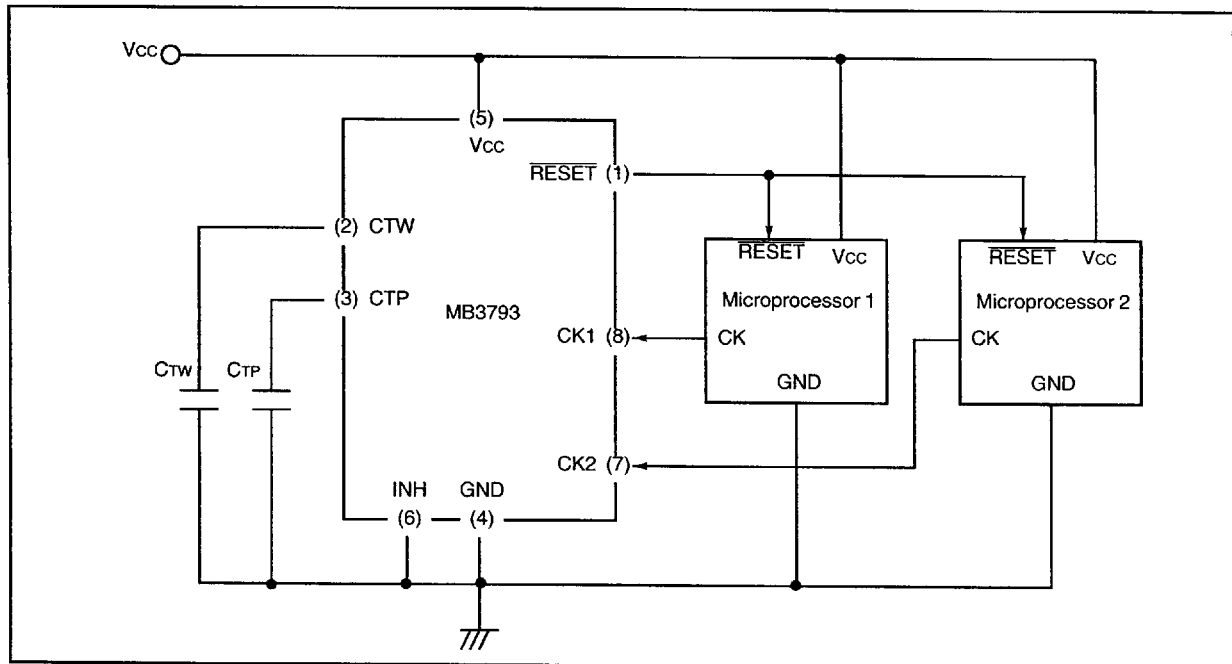 Vcc
(5)
Vcc
RESET (1)
(2) CTW
(3) CTP
MB3793
CK1 (8)
CK2 (7)
INH
(6)
GND
(4)
CTW
CTP
RESET
Vcc
Microprocessor 1
CK
GND
RESET
Vcc
Microprocessor 2
CK
GND